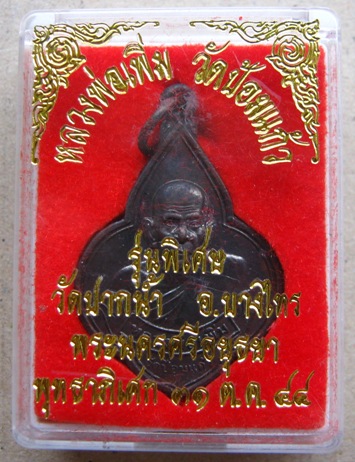 หลวงพ่อเพิ่ม วัดป้อมแก้ว
รุ่นพิเศษ
วัดปากน้ำ อ.บางไทร
พระนครศรีอยุธยา
พุทธาภิเศก ๓๑ ต.ค. ๔๔